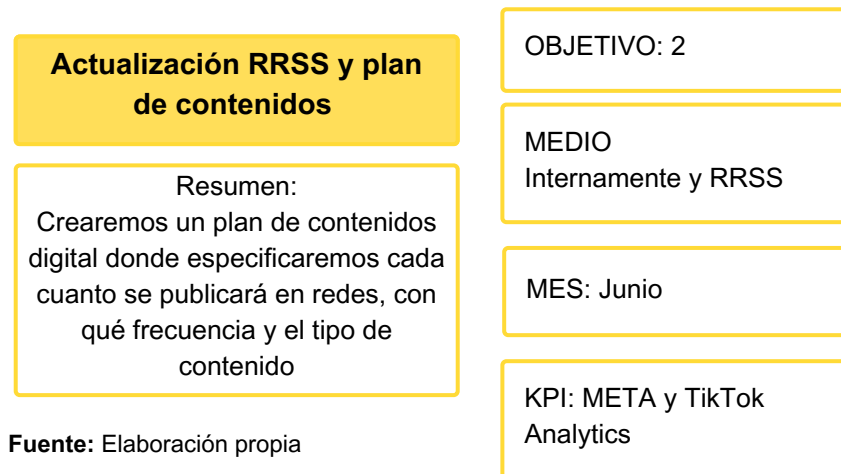 Actualización RRSS y plan
de contenidos
Resumen:
Crearemos un plan de contenidos
digital donde especificaremos cada
cuanto se publicará en redes, con
qué frecuencia y el tipo de
contenido
Fuente: Elaboración propia
OBJETIVO: 2
MEDIO
Internamente y RRSS
MES: Junio
KPI: META y TikTok
Analytics